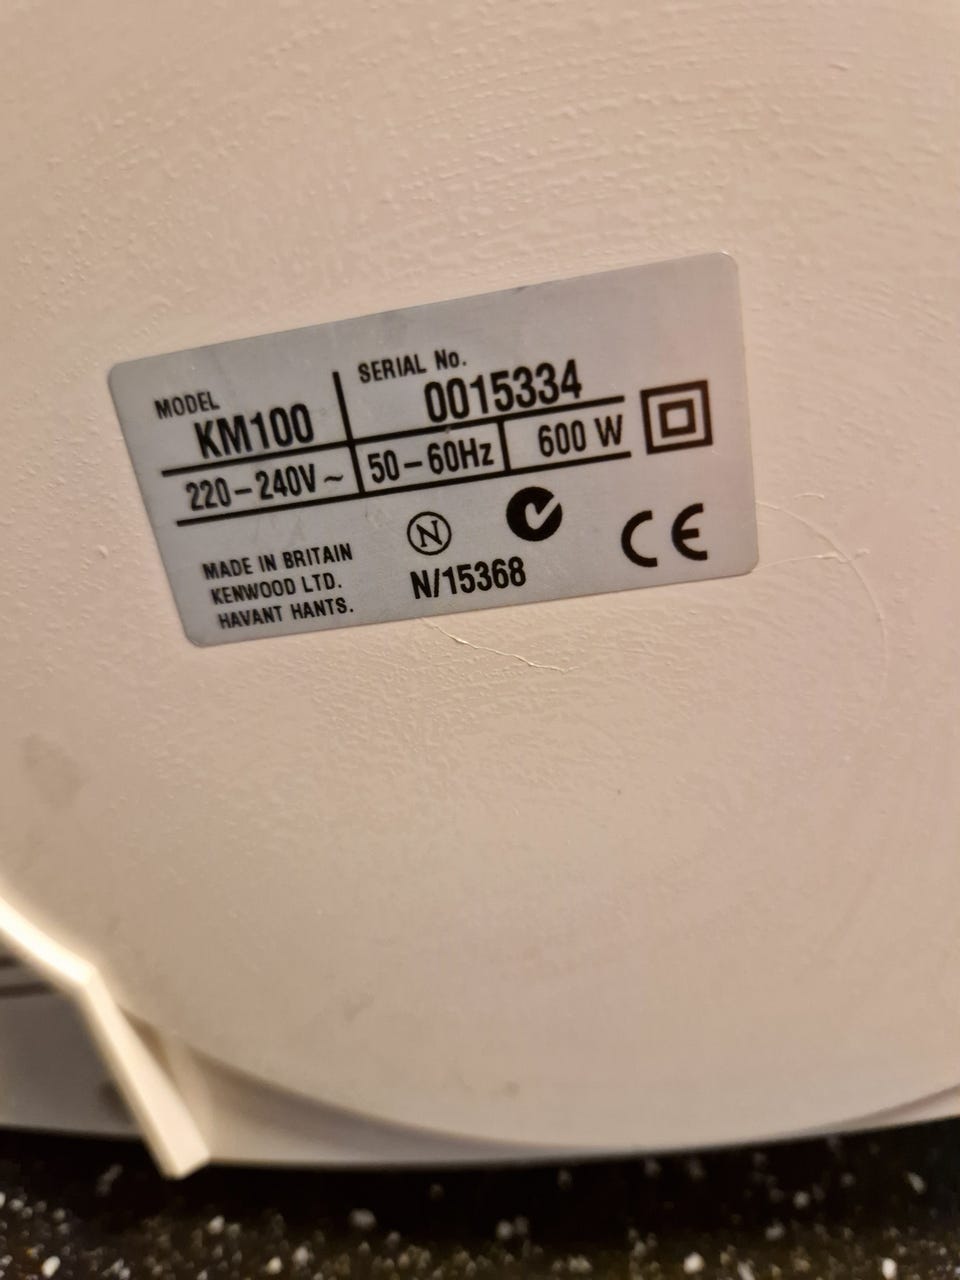 MODEL
KM100
SERIAL No.
0015334
220-240V~
50-60Hz
600 W
MADE IN BRITAIN
KENWOOD LTD.
HAVANT HANTS.
N
N/15368
CE